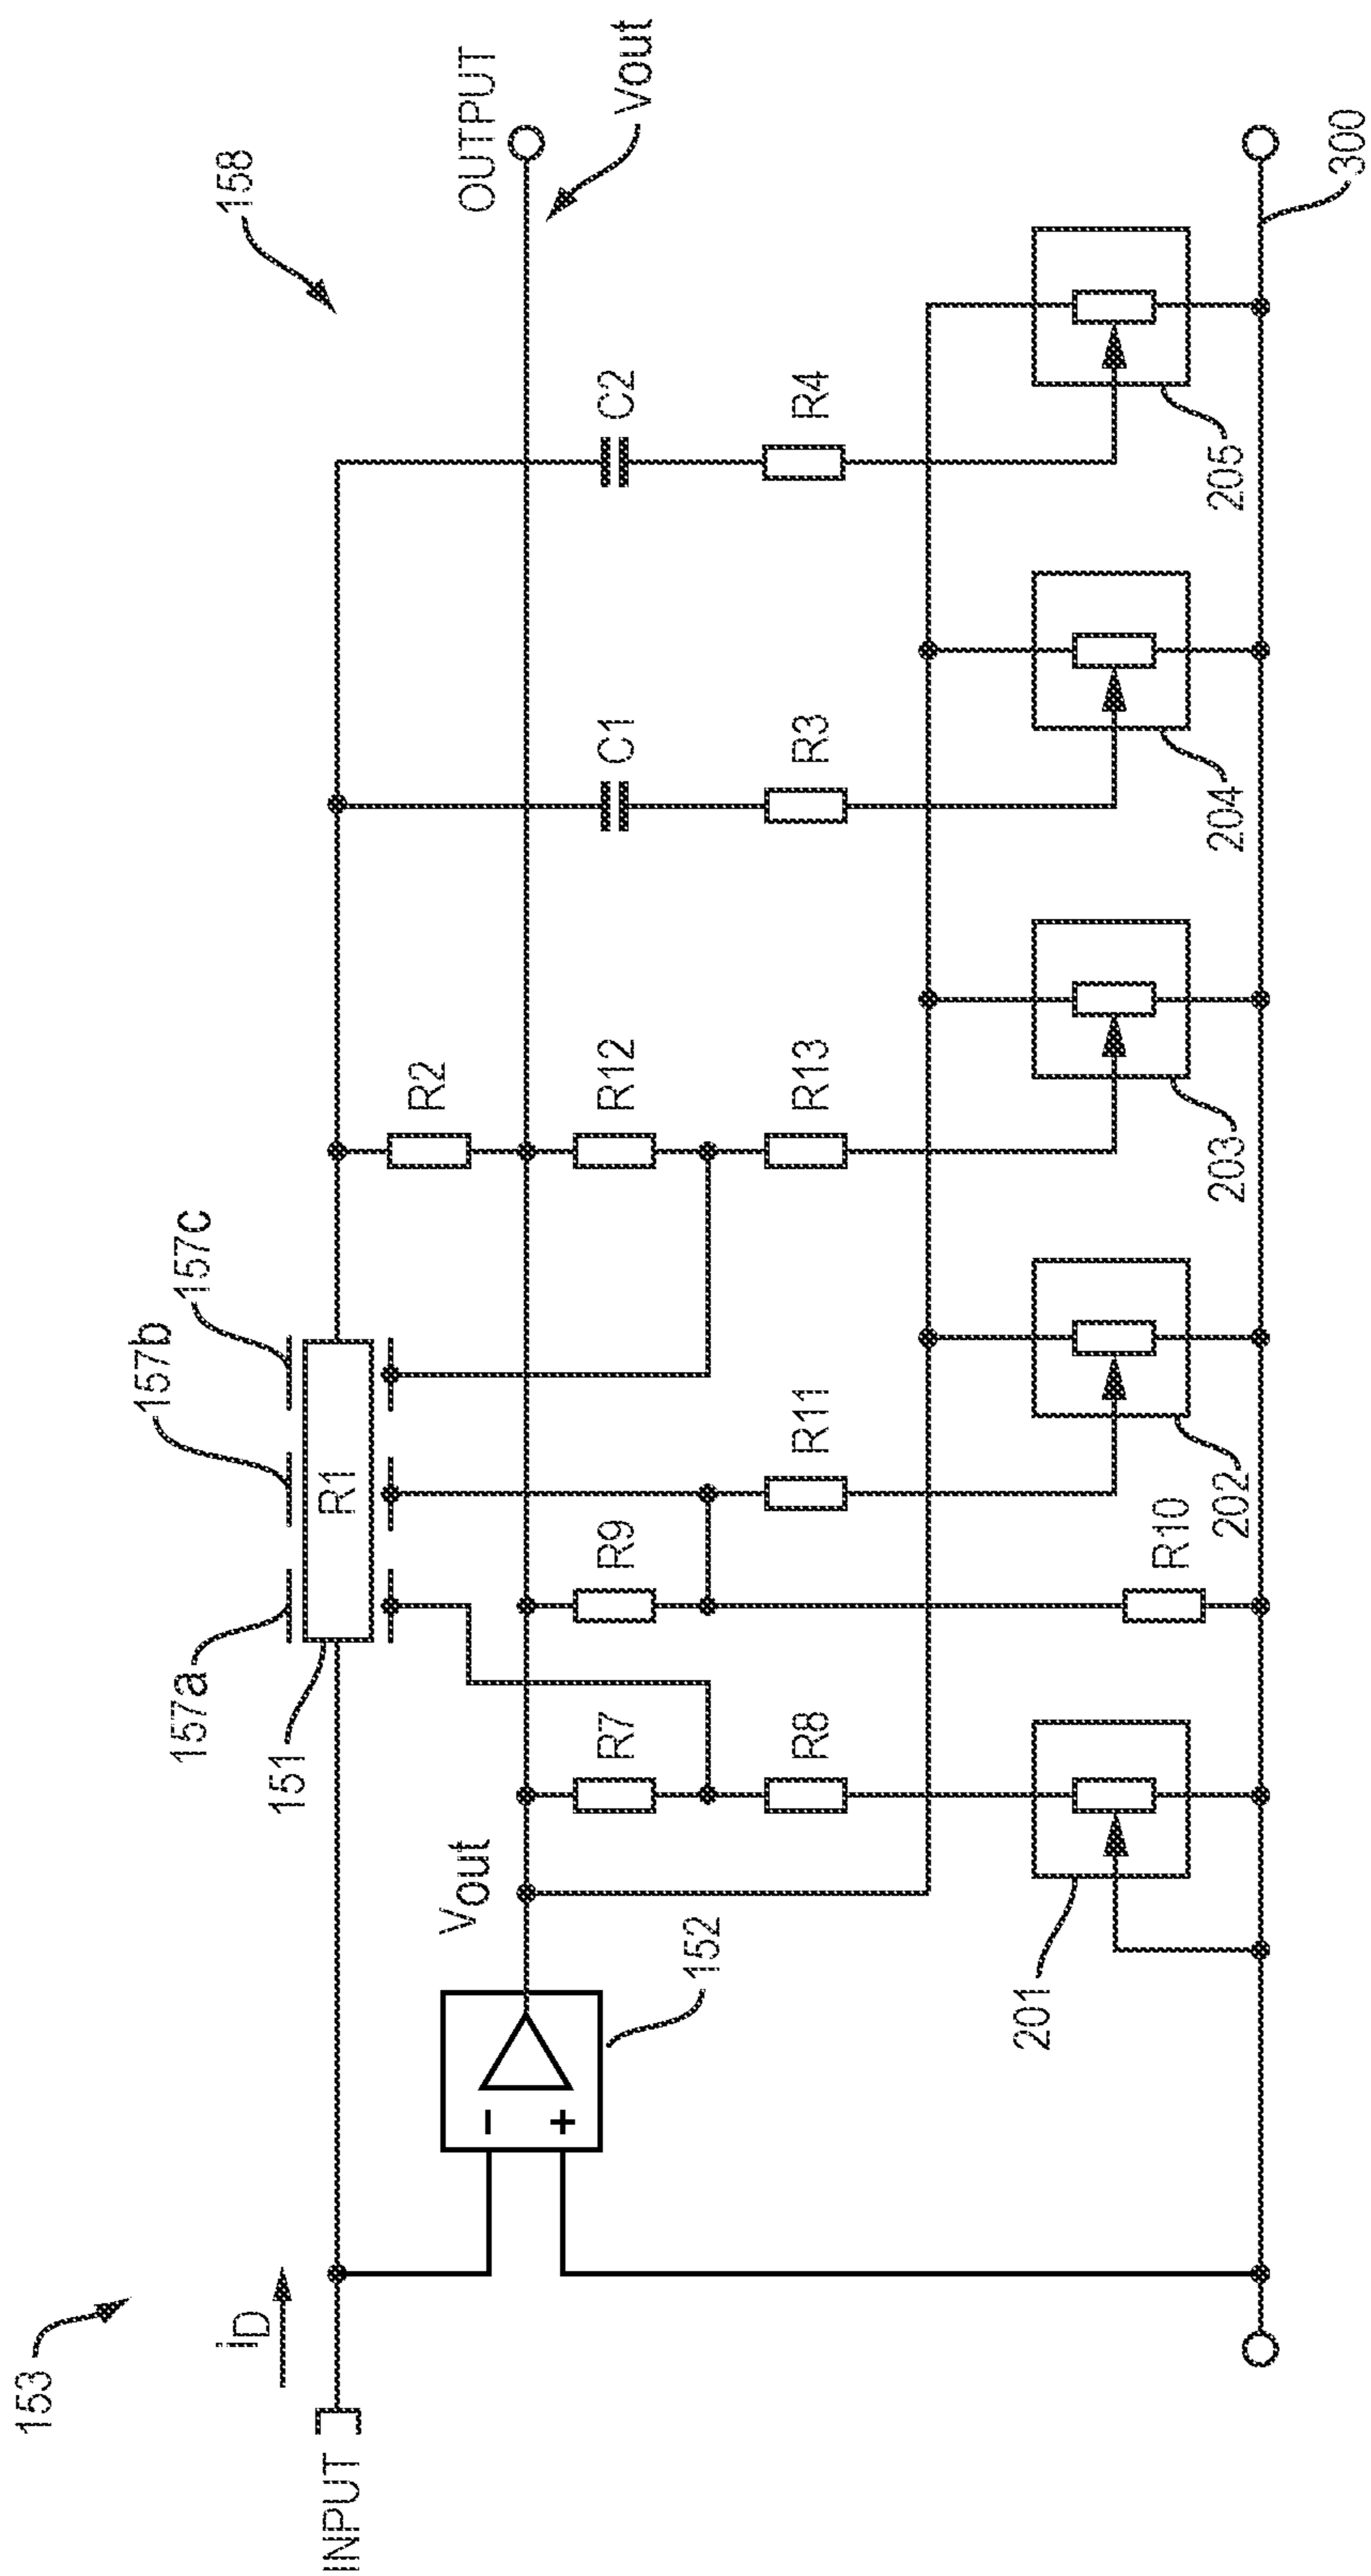 153
INPUT
iD
157a
157b
157c
158
151
R1
OUTPUT
Vout
Vout
152
-
+
R2
R7
R9
R12
C1
C2
R8
R11
R13
R3
R4
R10
201
202
203
204
205
300